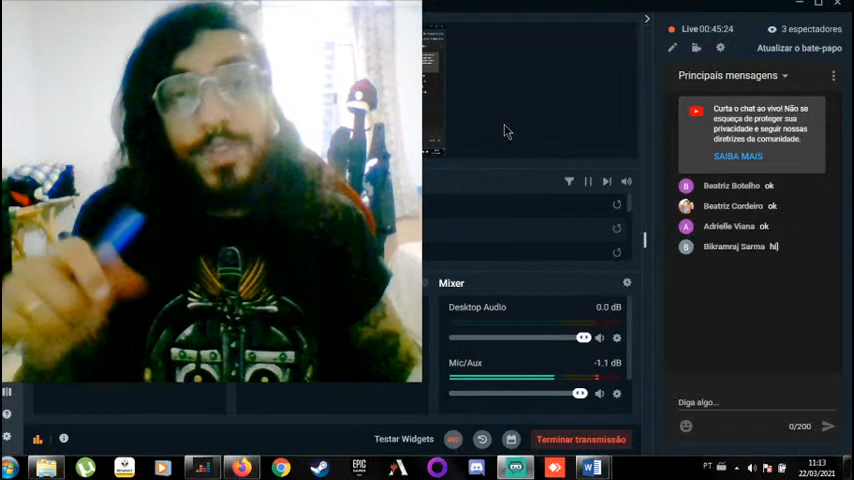 Live 00:45:24
3 espectadores
Atualizar o bate-papo
Principais mensagens
Curta o chat ao vivo! Não se
esqueça de proteger sua
privacidade e seguir nossas
diretrizes da comunidade.
SAIBA MAIS
B Beatriz Botelho ok
Beatriz Cordeiro ok
A Adrielle Viana ok
B Bikramraj Sarma hi|
Mixer
Desktop Audio 0.0 dB
Mic/Aux -1.1 dB
Diga algo...
0/200
Testar Widgets
REC
Terminar transmissão
EPIC
GAMES
W
PT
11:13
22/03/2021